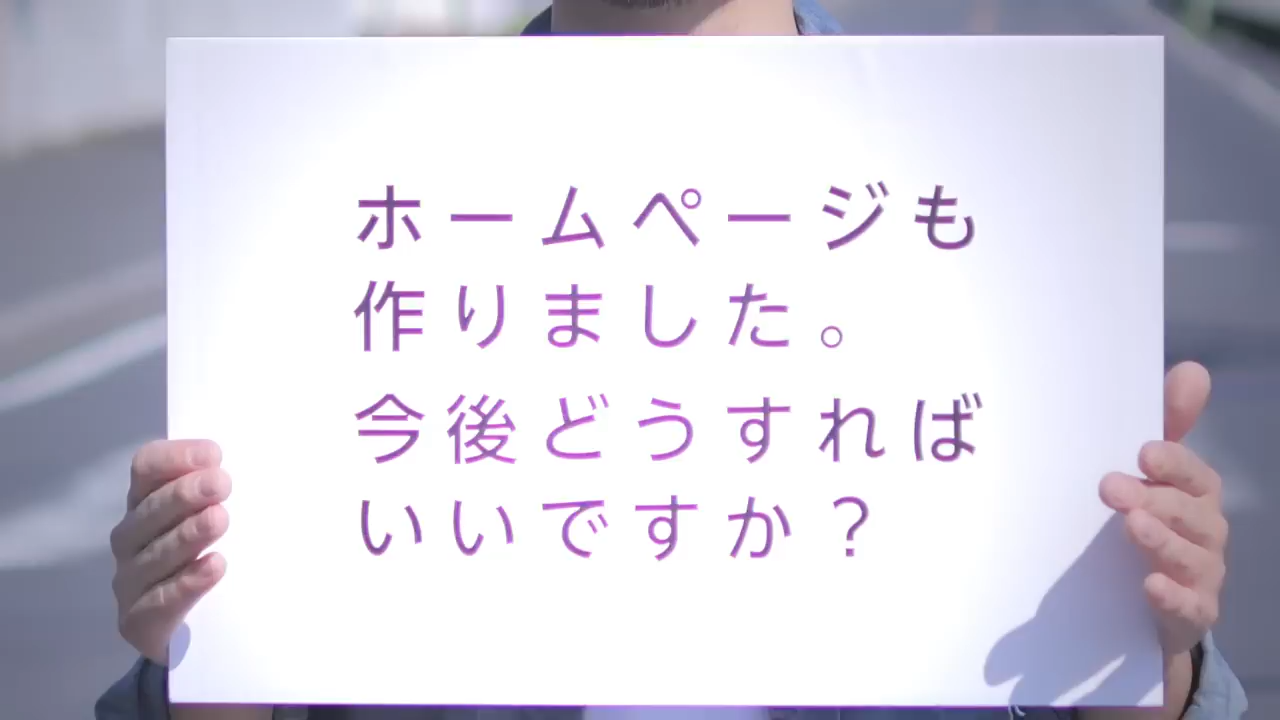 ホームページも
作りました。
今後どうすれば
いいですか？